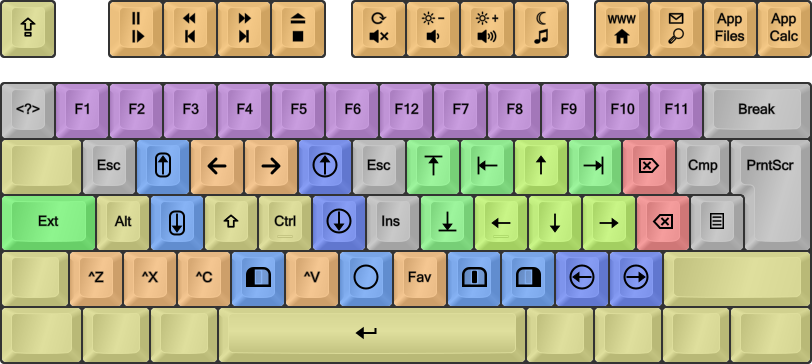 www App App
Files Calc
<?> F1 F2 F3 F4 F5 F6 F12 F7 F8 F9 F10 F11 Break
Esc Esc Cmp PrntScr
Ext Alt Ctrl Ins
^Z ^X ^C ^V Fav